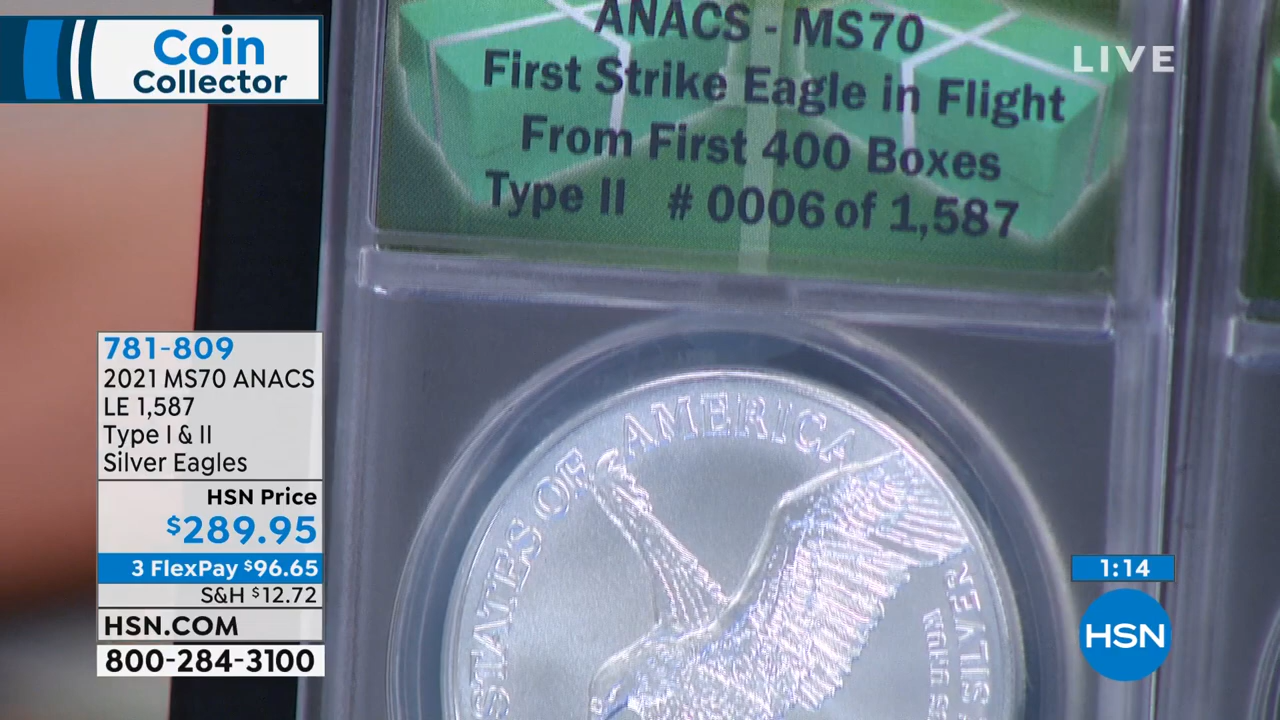 Coin
Collector
LIVE
ANACS - MS70
First Strike Eagle in Flight
From First 400 Boxes
Type II # 0006 of 1,587
781-809
2021 MS70 ANACS
LE 1,587
Type I & II
Silver Eagles
HSN Price
$289.95
3 FlexPay $96.65
S&H $12.72
HSN.COM
800-284-3100
STATES OF AMERICA
1:14
HSN